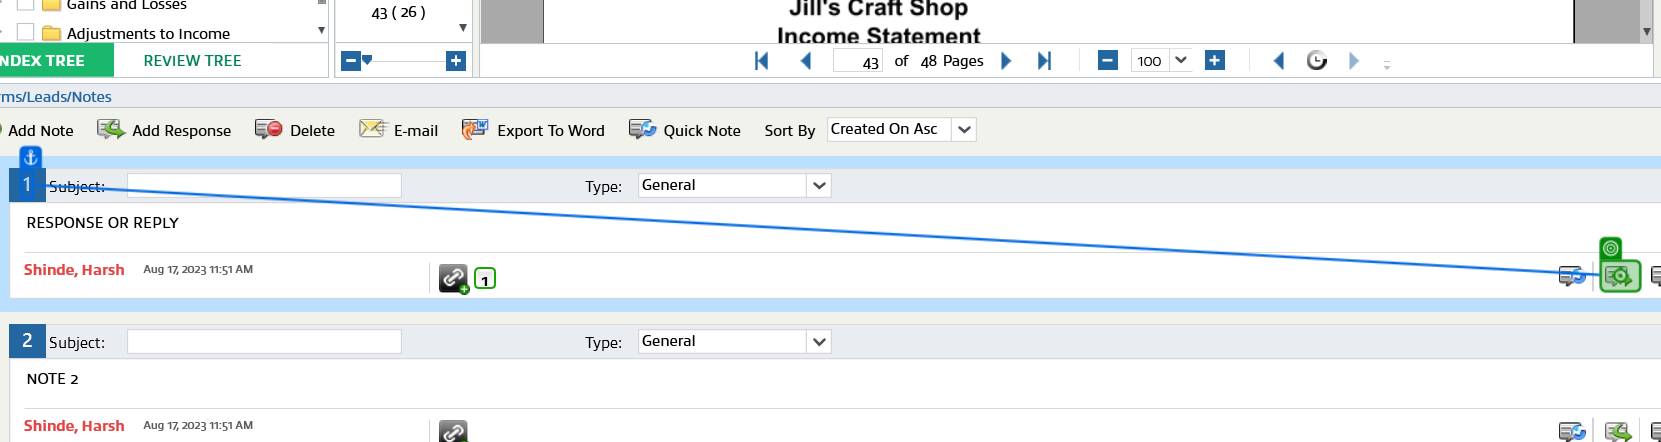 Gains and Losses
Adjustments to Income
NDEX TREE
REVIEW TREE
43 ( 26 )
Jill's Craft Shop
Income Statement
43 of 48 Pages
100
rms/Leads/Notes
Add Note Add Response Delete E-mail Export To Word Quick Note Sort By Created On Asc
1 Subject: Type: General
RESPONSE OR REPLY
Shinde, Harsh Aug 17, 2023 11:51 AM 1
2 Subject: Type: General
NOTE 2
Shinde, Harsh Aug 17, 2023 11:51 AM